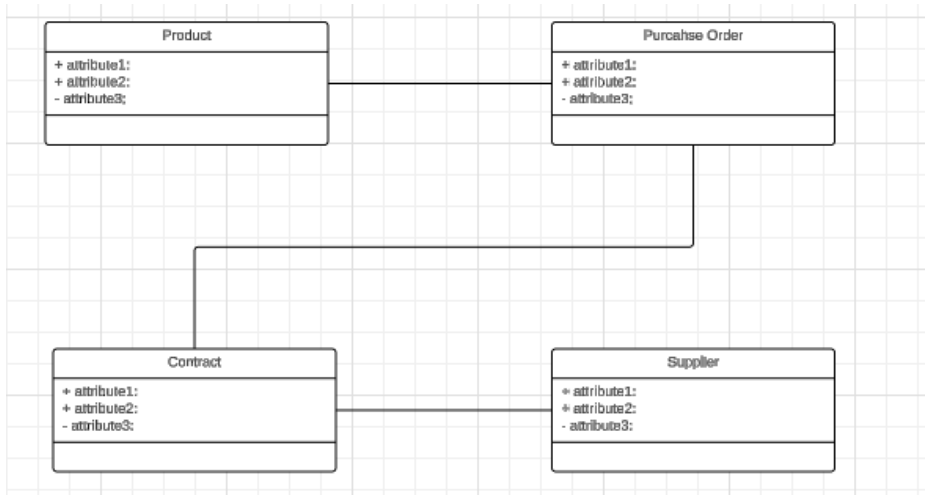 Product
+ attribute1:
+ attribute2:
- attribute3;
Purcahse Order
+ attribute1:
+ attribute2:
- attribute3;
Contract
+ attribute1:
+ attribute2:
- attribute3;
Supplier
+ attribute1:
+ attribute2:
- attribute3;